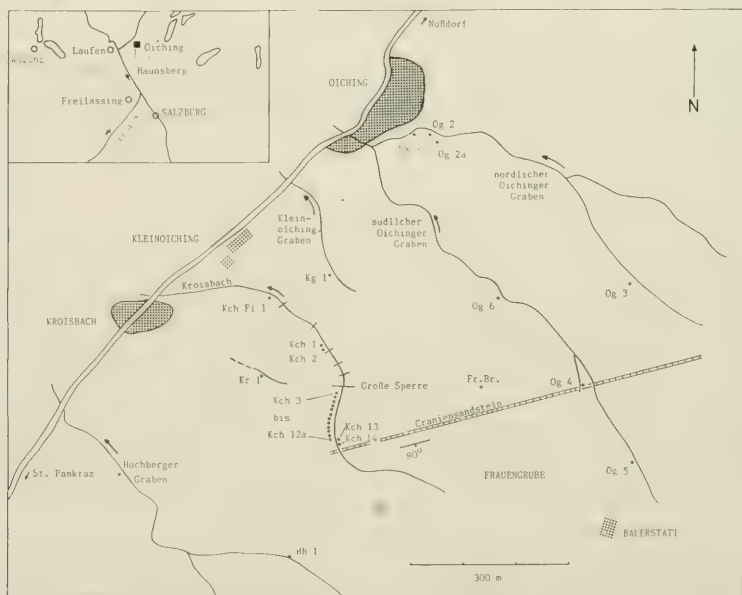 Laufen
Oiching
Haunsberg
Freilassing
SALZBURG
Nußdorf
OICHING
N
Og 2
Og 2a
nordlicher
Oichinger
Graben
Klein-
oiching.
Graben
sudlicher
Oichinger
Graben
KLEINOICHING
Kroisbach
Kg 1
Og 6
Og 3
Kch Fi 1
KROISBACH
Kch 1
Kch 2
Kr 1
Große Sperre
Fr.Br.
Og 4
Kch 3
bis
Kch 12a
Craniensandstein
Kch 13
Kch 14
80°
St. Pankraz
Hochberger
Graben
FRAUENGRUBE
Og 5
BAUERSTATT
Hb 1
300 m